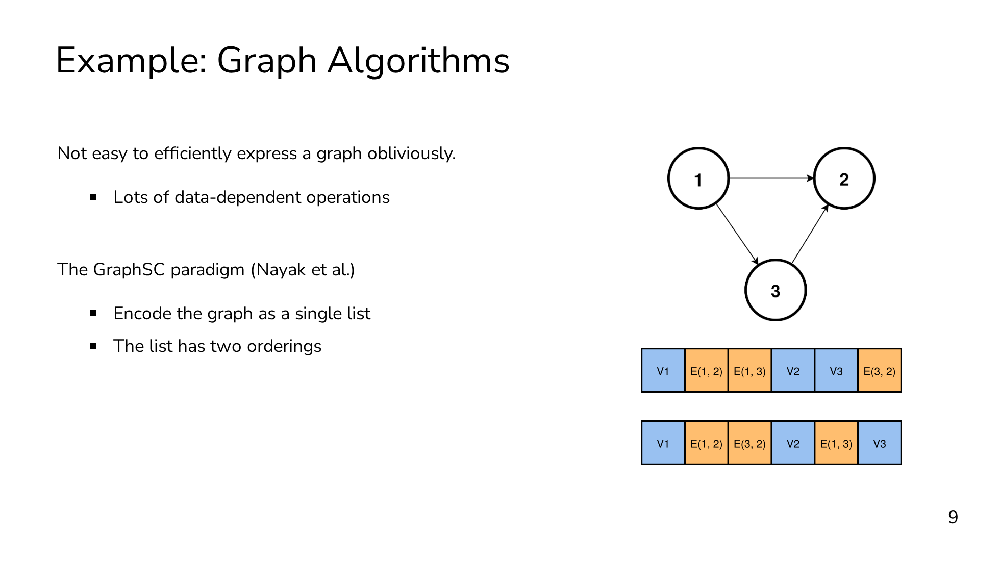 Example: Graph Algorithms
Not easy to efficiently express a graph obliviously.
▪ Lots of data-dependent operations
The GraphSC paradigm (Nayak et al.)
▪ Encode the graph as a single list
▪ The list has two orderings
1 2
3
V1 E(1, 2) E(1, 3) V2 V3 E(3, 2)
V1 E(1, 2) E(3, 2) V2 E(1, 3) V3
9